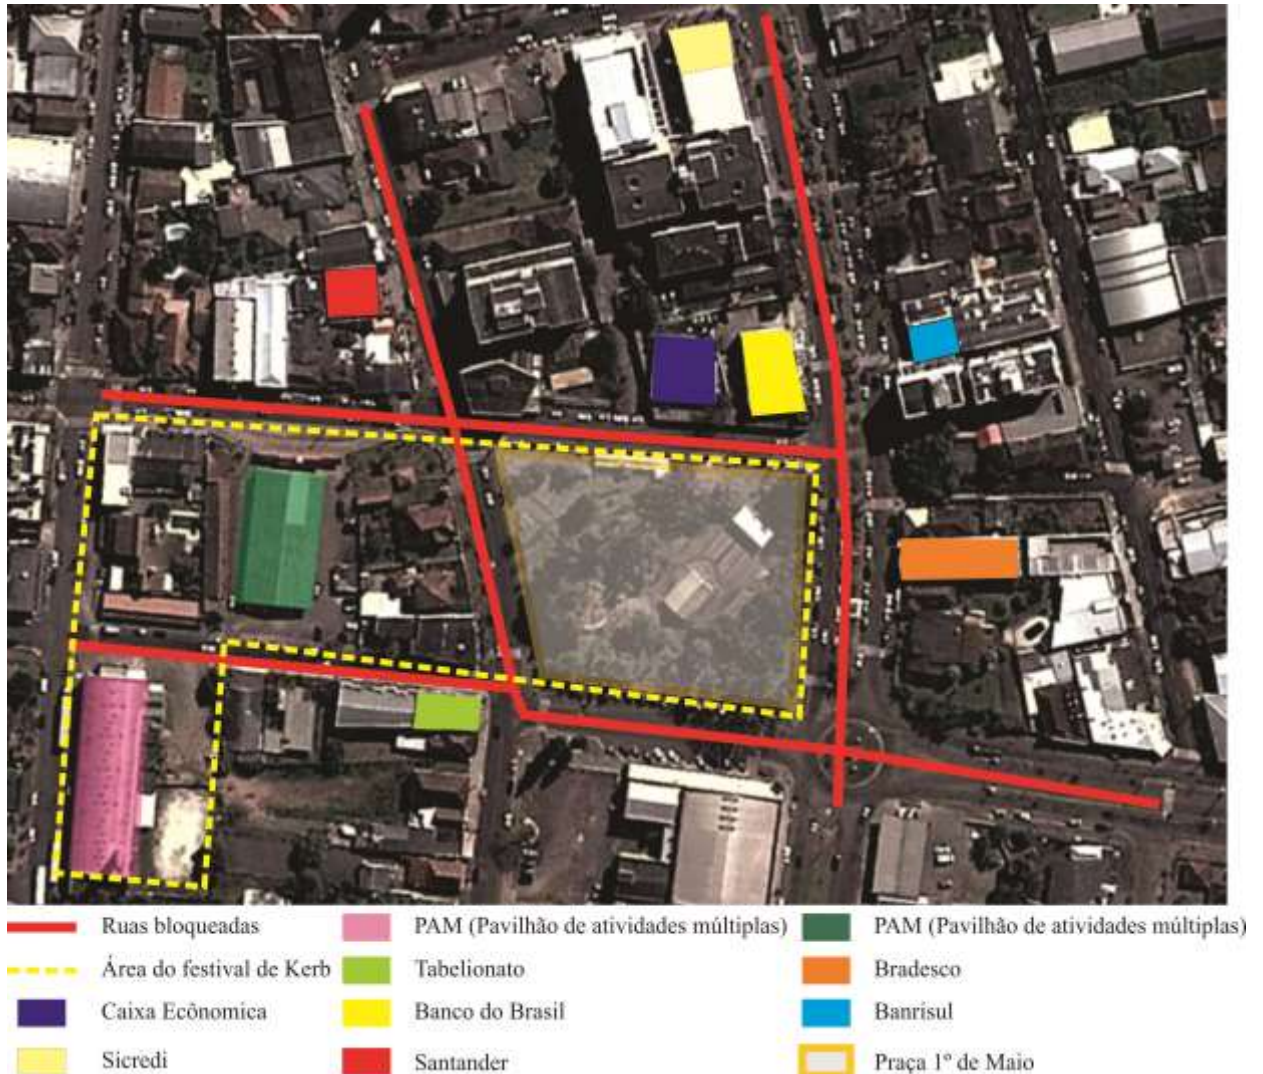 Ruas bloqueadas
PAM (Pavilhão de atividades múltiplas)
PAM (Pavilhão de atividades múltiplas)
Área do festival de Kerb
Tabelionato
Bradesco
Caixa Ecônomica
Banco do Brasil
Banrisul
Sicredi
Santander
Praça 1º de Maio